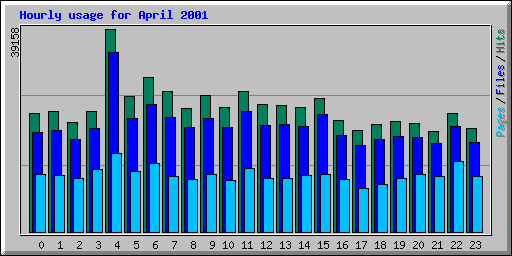 Hourly usage for April 2001
39158
Pages / Files / Hits
0 1 2 3 4 5 6 7 8 9 10 11 12 13 14 15 16 17 18 19 20 21 22 23